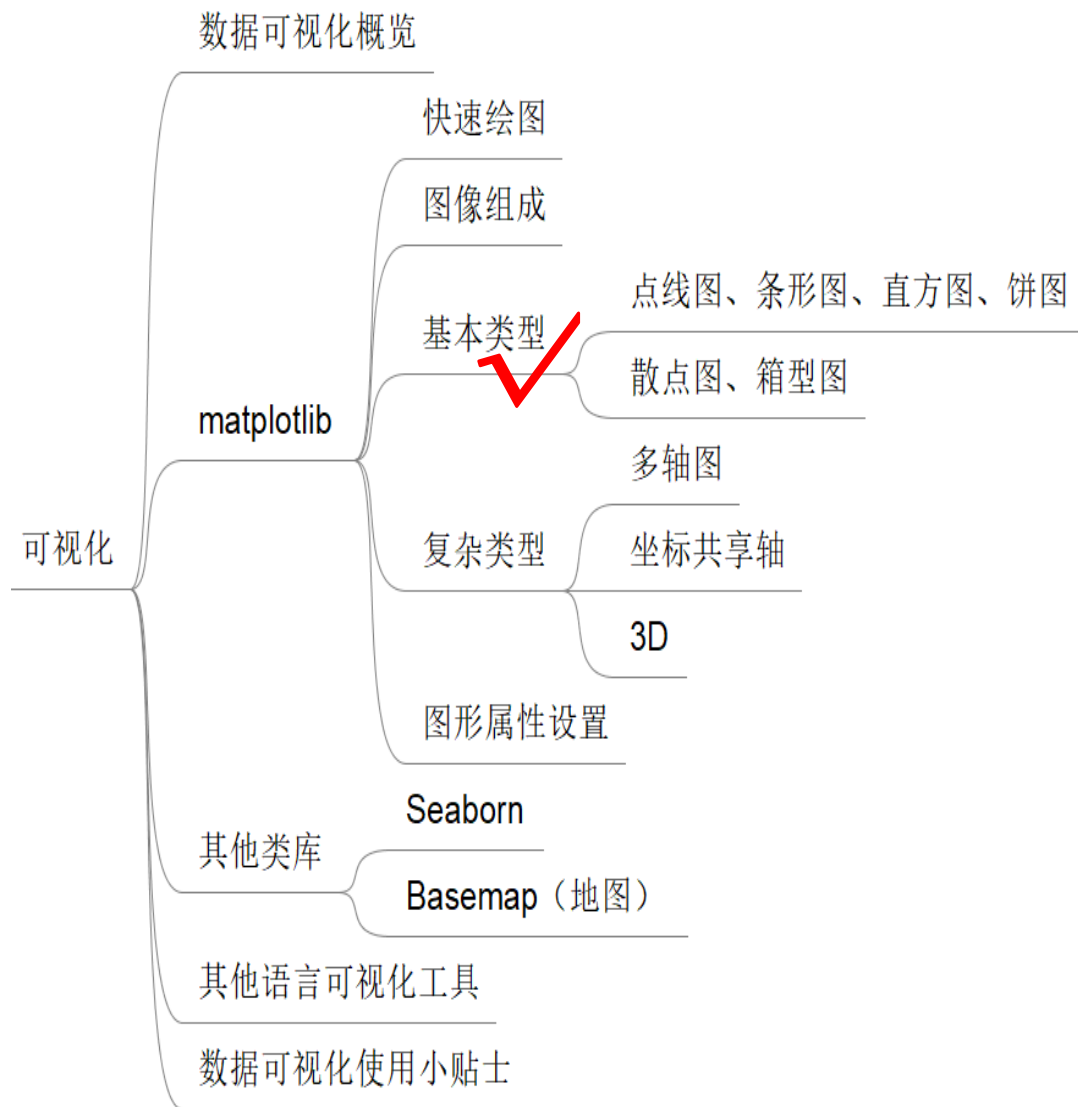 数据可视化概览
快速绘图
图像组成
点线图、条形图、直方图、饼图
基本类型
散点图、箱型图
matplotlib
多轴图
可视化
复杂类型
坐标共享轴
3D
图形属性设置
Seaborn
其他类库
Basemap（地图）
其他语言可视化工具
数据可视化使用小贴士